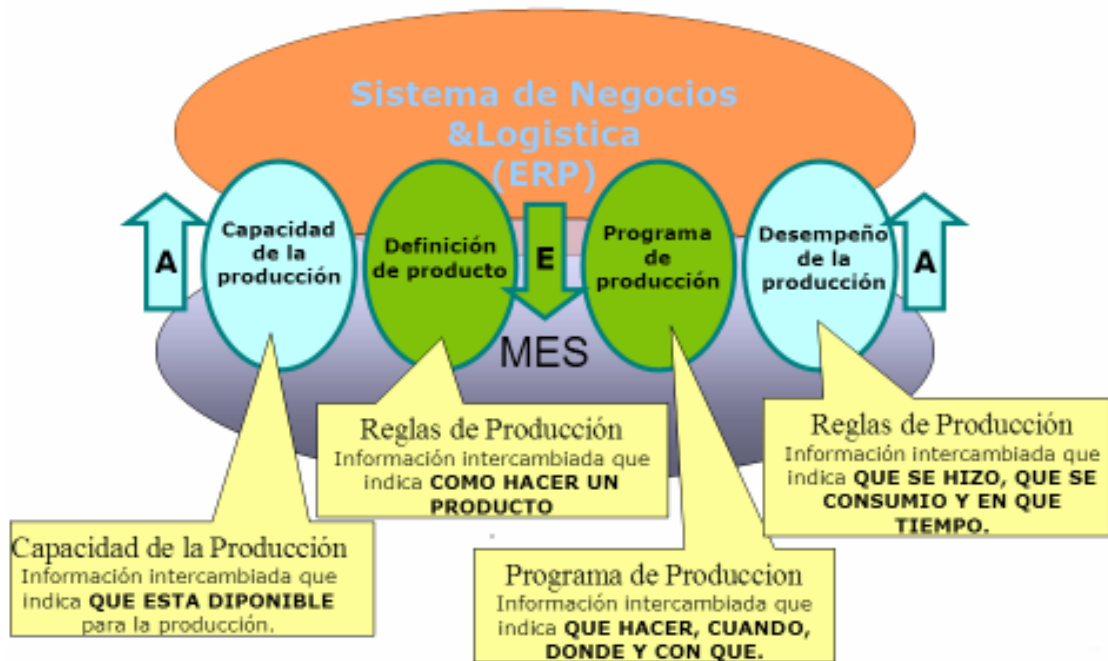 Sistema de Negocios
&Logística
(ERP)
A
Capacidad
de la
producción
Definición
de producto
E
Programa
de
producción
Desempeño
de la
producción
A
MES
Reglas de Producción
Información intercambiada que
indica COMO HACER UN
PRODUCTO
Reglas de Producción
Información intercambiada que
indica QUE SE HIZO, QUE SE
CONSUMIO Y EN QUE
TIEMPO.
Capacidad de la Producción
Información intercambiada que
indica QUE ESTA DIPONIBLE
para la producción.
Programa de Produccion
Información intercambiada que
indica QUE HACER, CUANDO,
DONDE Y CON QUE.